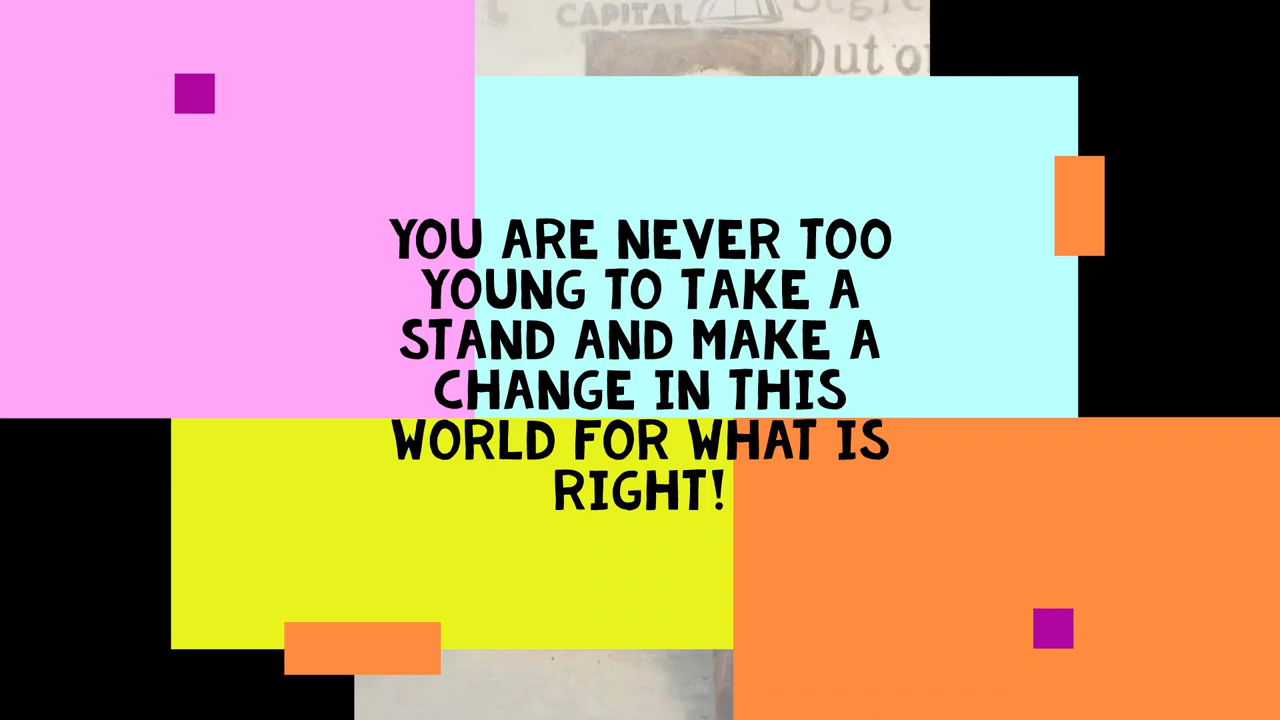 CAPITAL
YOU ARE NEVER TOO
YOUNG TO TAKE A
STAND AND MAKE A
CHANGE IN THIS
WORLD FOR WHAT IS
RIGHT!